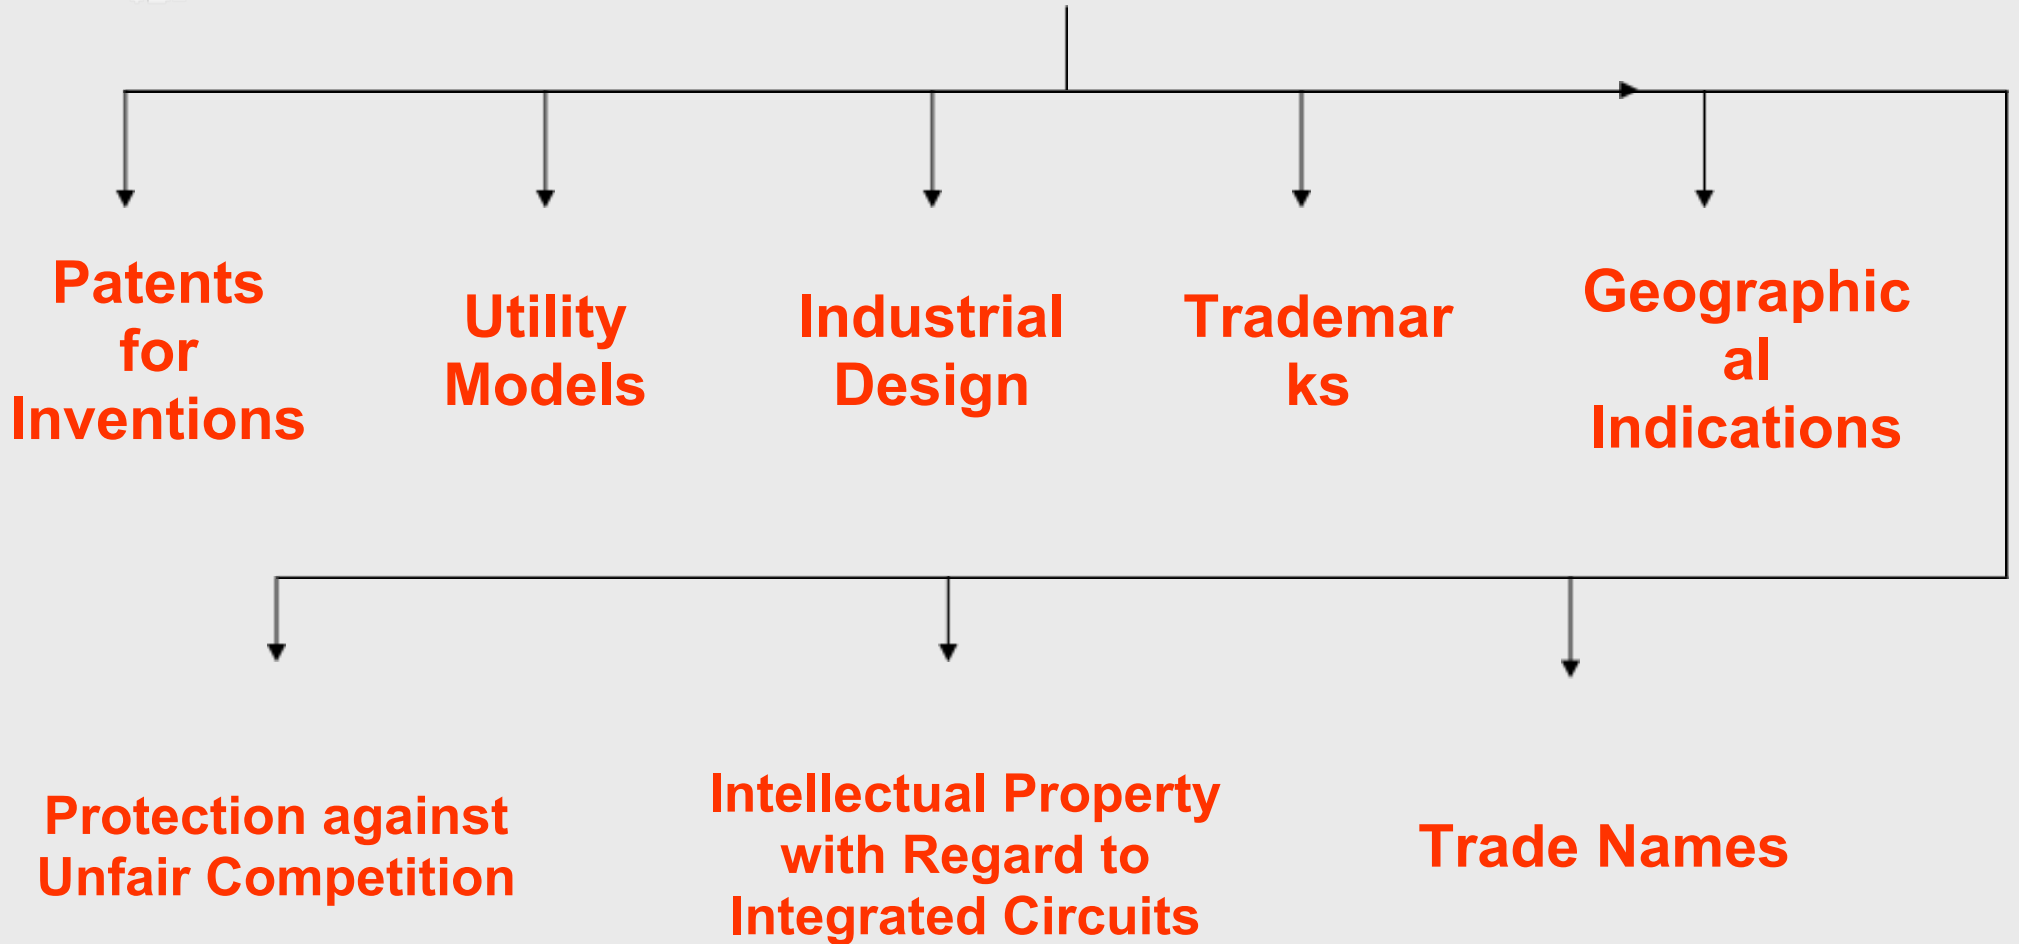 Patents
for
Inventions
Utility
Models
Industrial
Design
Trademar
ks
Geographic
al
Indications
Protection against
Unfair Competition
Intellectual Property
with Regard to
Integrated Circuits
Trade Names